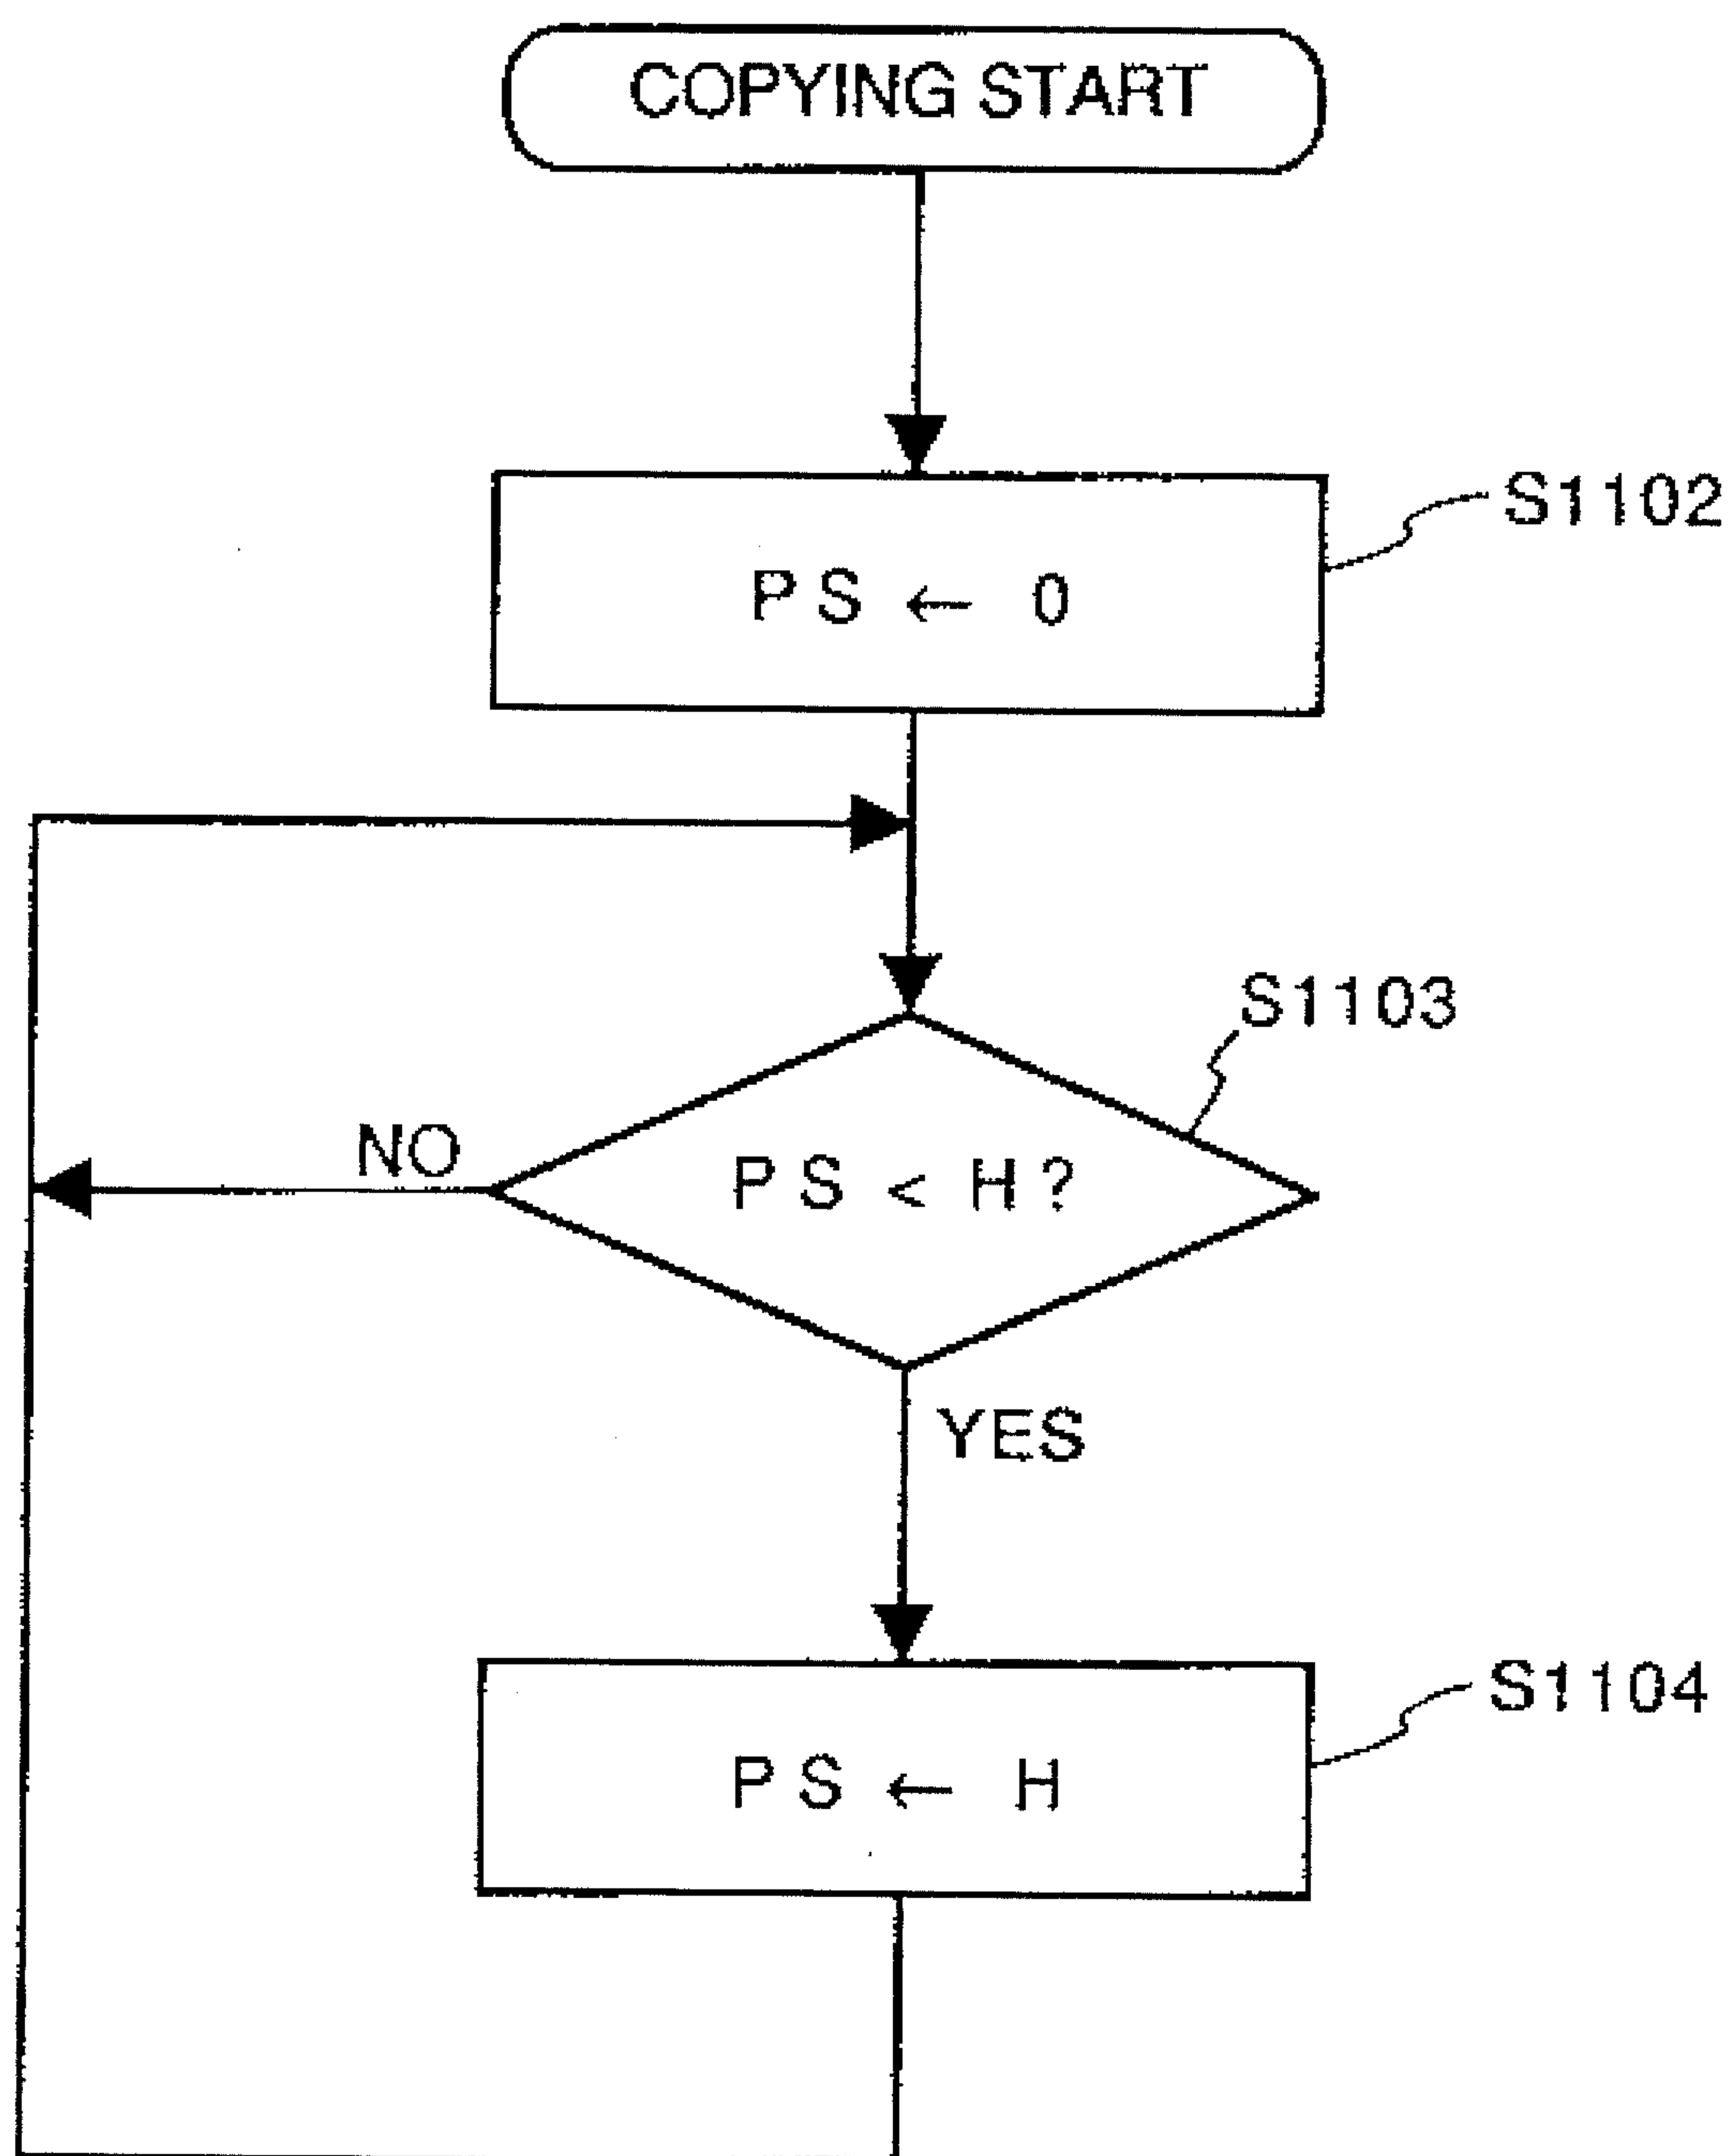 COPYING START
S1102
PS ← 0
S1103
NO
PS < H?
YES
S1104
PS ← H